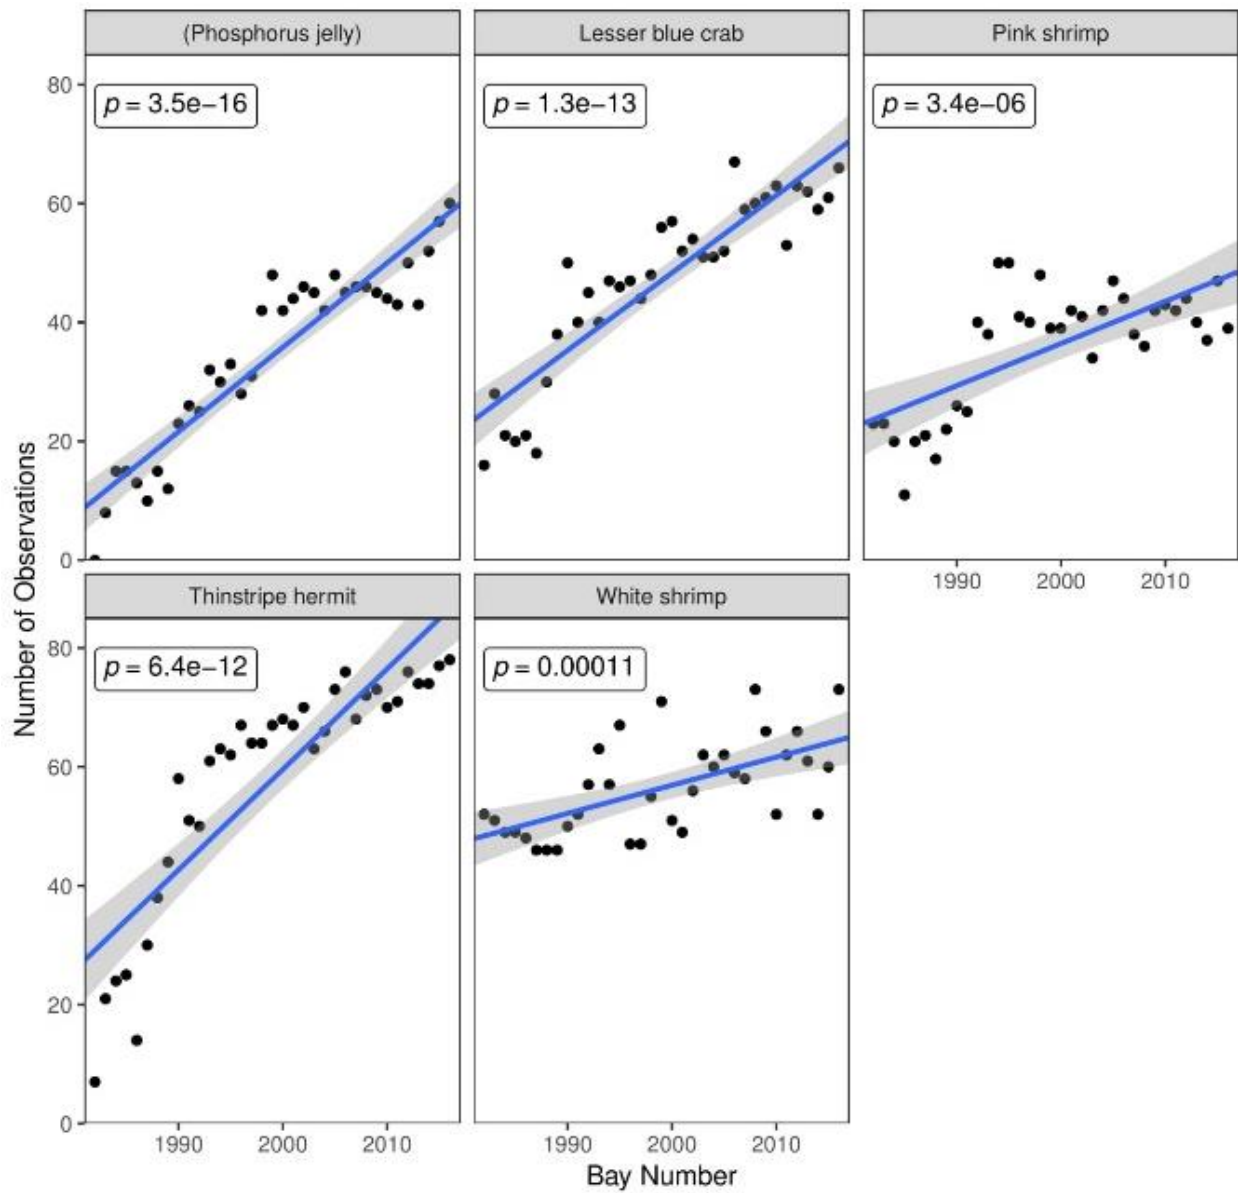 (Phosphorus jelly)
Lesser blue crab
Pink shrimp
80
60
40
20
0
p = 3.5e−16
p = 1.3e−13
p = 3.4e−06
1990 2000 2010
Number of Observations
Thinstripe hermit
White shrimp
80
60
40
20
0
p = 6.4e−12
p = 0.00011
1990 2000 2010
1990 2000 2010
Bay Number